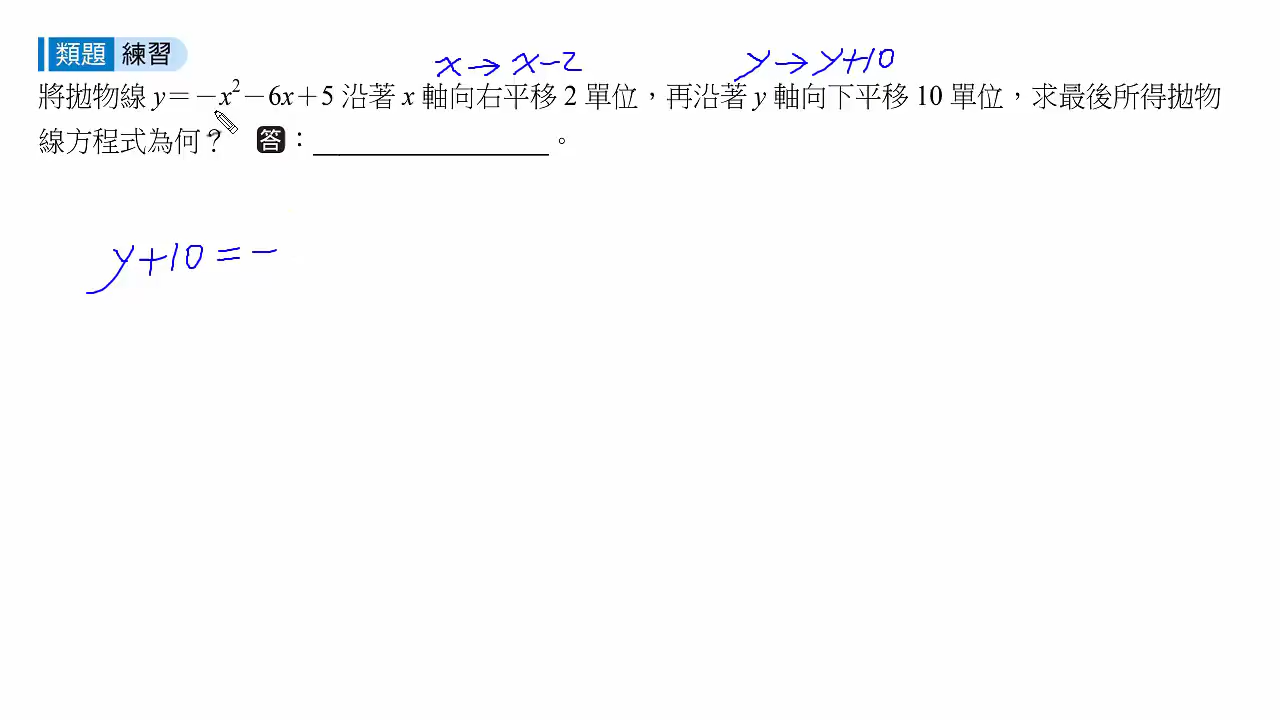 類題 練習
x→x-2 y→y+10
將拋物線 y=-x²-6x+5 沿著 x 軸向右平移 2 單位,再沿著 y 軸向下平移 10 單位,求最後所得拋物
線方程式為何? 答:_________________。
y+10=-